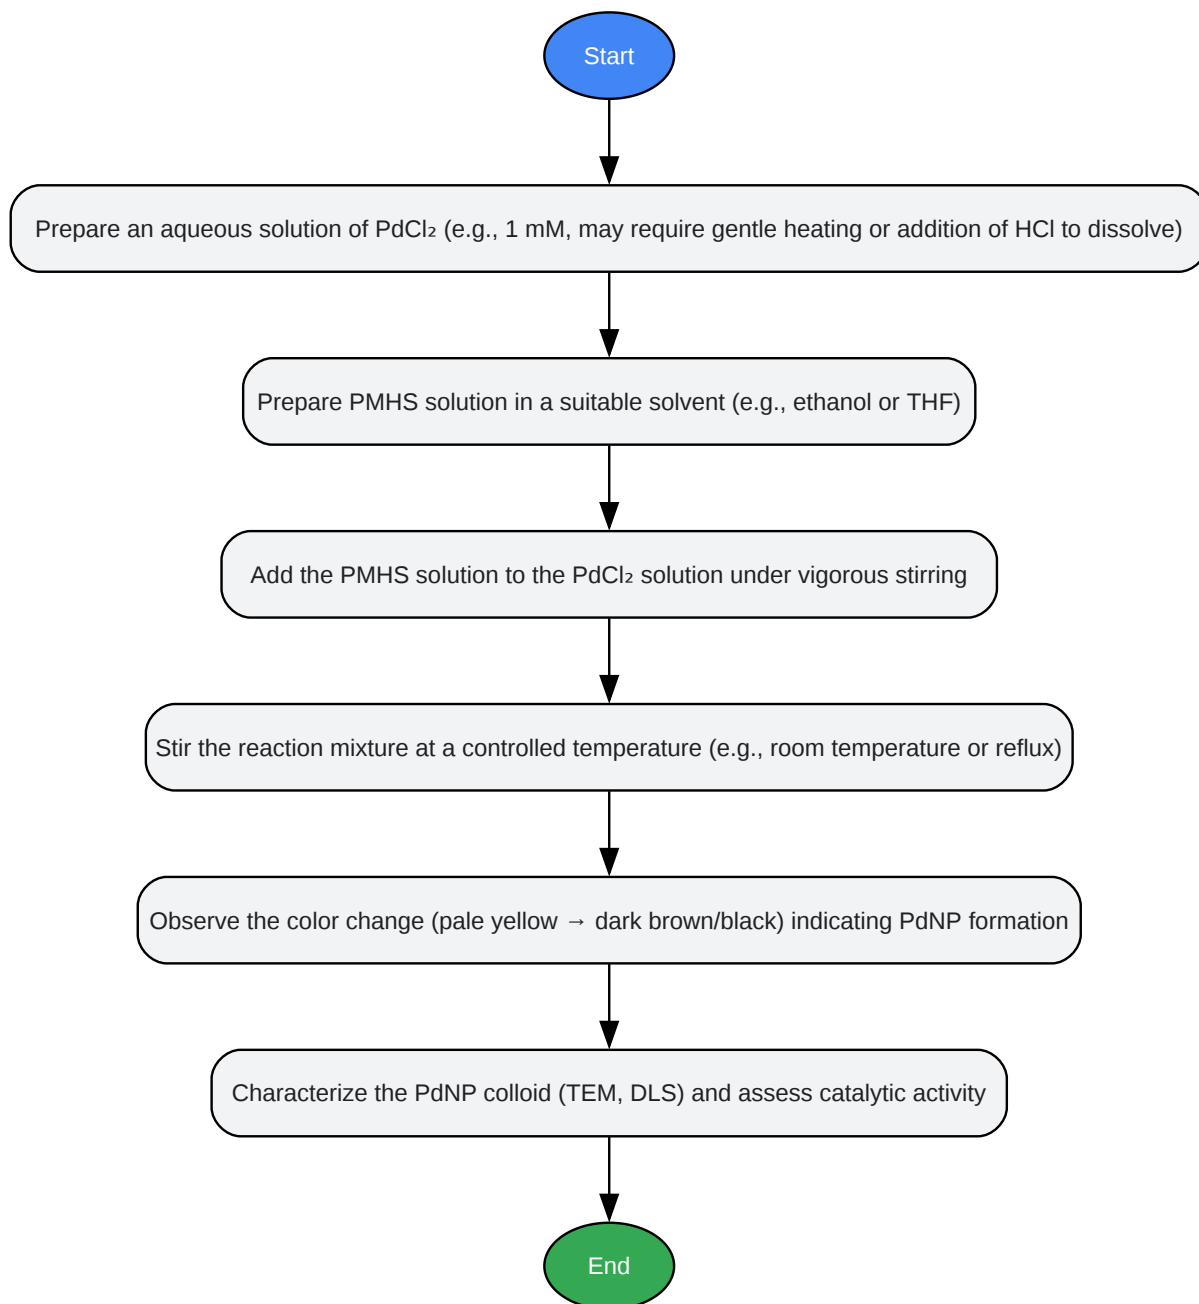 Start
Prepare an aqueous solution of PdCl₂ (e.g., 1 mM, may require gentle heating or addition of HCl to dissolve)
Prepare PMHS solution in a suitable solvent (e.g., ethanol or THF)
Add the PMHS solution to the PdCl₂ solution under vigorous stirring
Stir the reaction mixture at a controlled temperature (e.g., room temperature or reflux)
Observe the color change (pale yellow → dark brown/black) indicating PdNP formation
Characterize the PdNP colloid (TEM, DLS) and assess catalytic activity
End